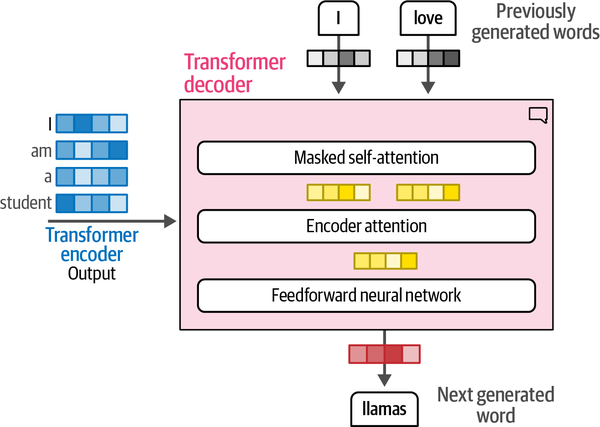 I
love
Previously
generated words
Transformer
decoder
I
am
a
student
Transformer
encoder
Output
Masked self-attention
Encoder attention
Feedforward neural network
llamas
Next generated
word